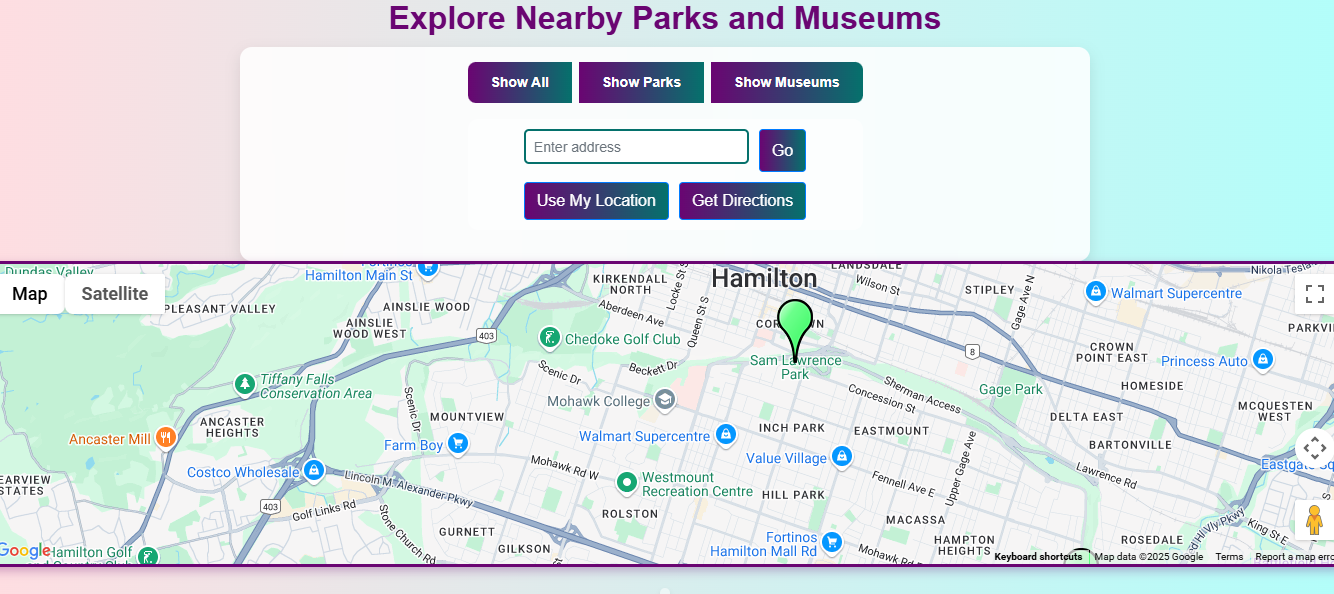 Explore Nearby Parks and Museums
Show All
Show Parks
Show Museums
Enter address
Go
Use My Location
Get Directions
Dundas Valley
Fortinos
Hamilton Main St
Map
Satellite
PLEASANT VALLEY
AINSLIE WOOD
AINSLIE
WOOD WEST
KIRKENDALL
NORTH
Locke St S
Queen St S
Aberdeen Ave
Hamilton
LANDSDALE
Wilson St
STIPLEY
Gage Ave N
Walmart Supercentre
Nikola Tesla
403
Chedoke Golf Club
Sam Lawrence
Park
8
CROWN
POINT EAST
Princess Auto
Scenic Dr
Beckett Dr
Tiffany Falls
Conservation Area
Scenic Dr
Mohawk College
Sherman Access
Concession St
Gage Park
HOMESIDE
MCQUESTEN
WEST
ANCASTER
HEIGHTS
MOUNTVIEW
DELTA EAST
Ancaster Mill
Farm Boy
Walmart Supercentre
INCH PARK
EASTMOUNT
BARTONVILLE
Costco Wholesale
Value Village
Mohawk Rd W
Lincoln M. Alexander Pkwy
Westmount
Recreation Centre
HILL PARK
Fennell Ave E
Upper Gage Ave
Lawrence Rd
403
Golf Links Rd
Stone Church Rd
ROLSTON
MACASSA
King St E
GURNETT
GILKSON
Fortinos
Hamilton Mall Rd
HAMPTON
HEIGHTS
ROSEDALE
Google
Hamilton Golf
and Country Club
Mohawk Rd
Keyboard shortcuts
Map data ©2025 Google
Terms
Report a map erro